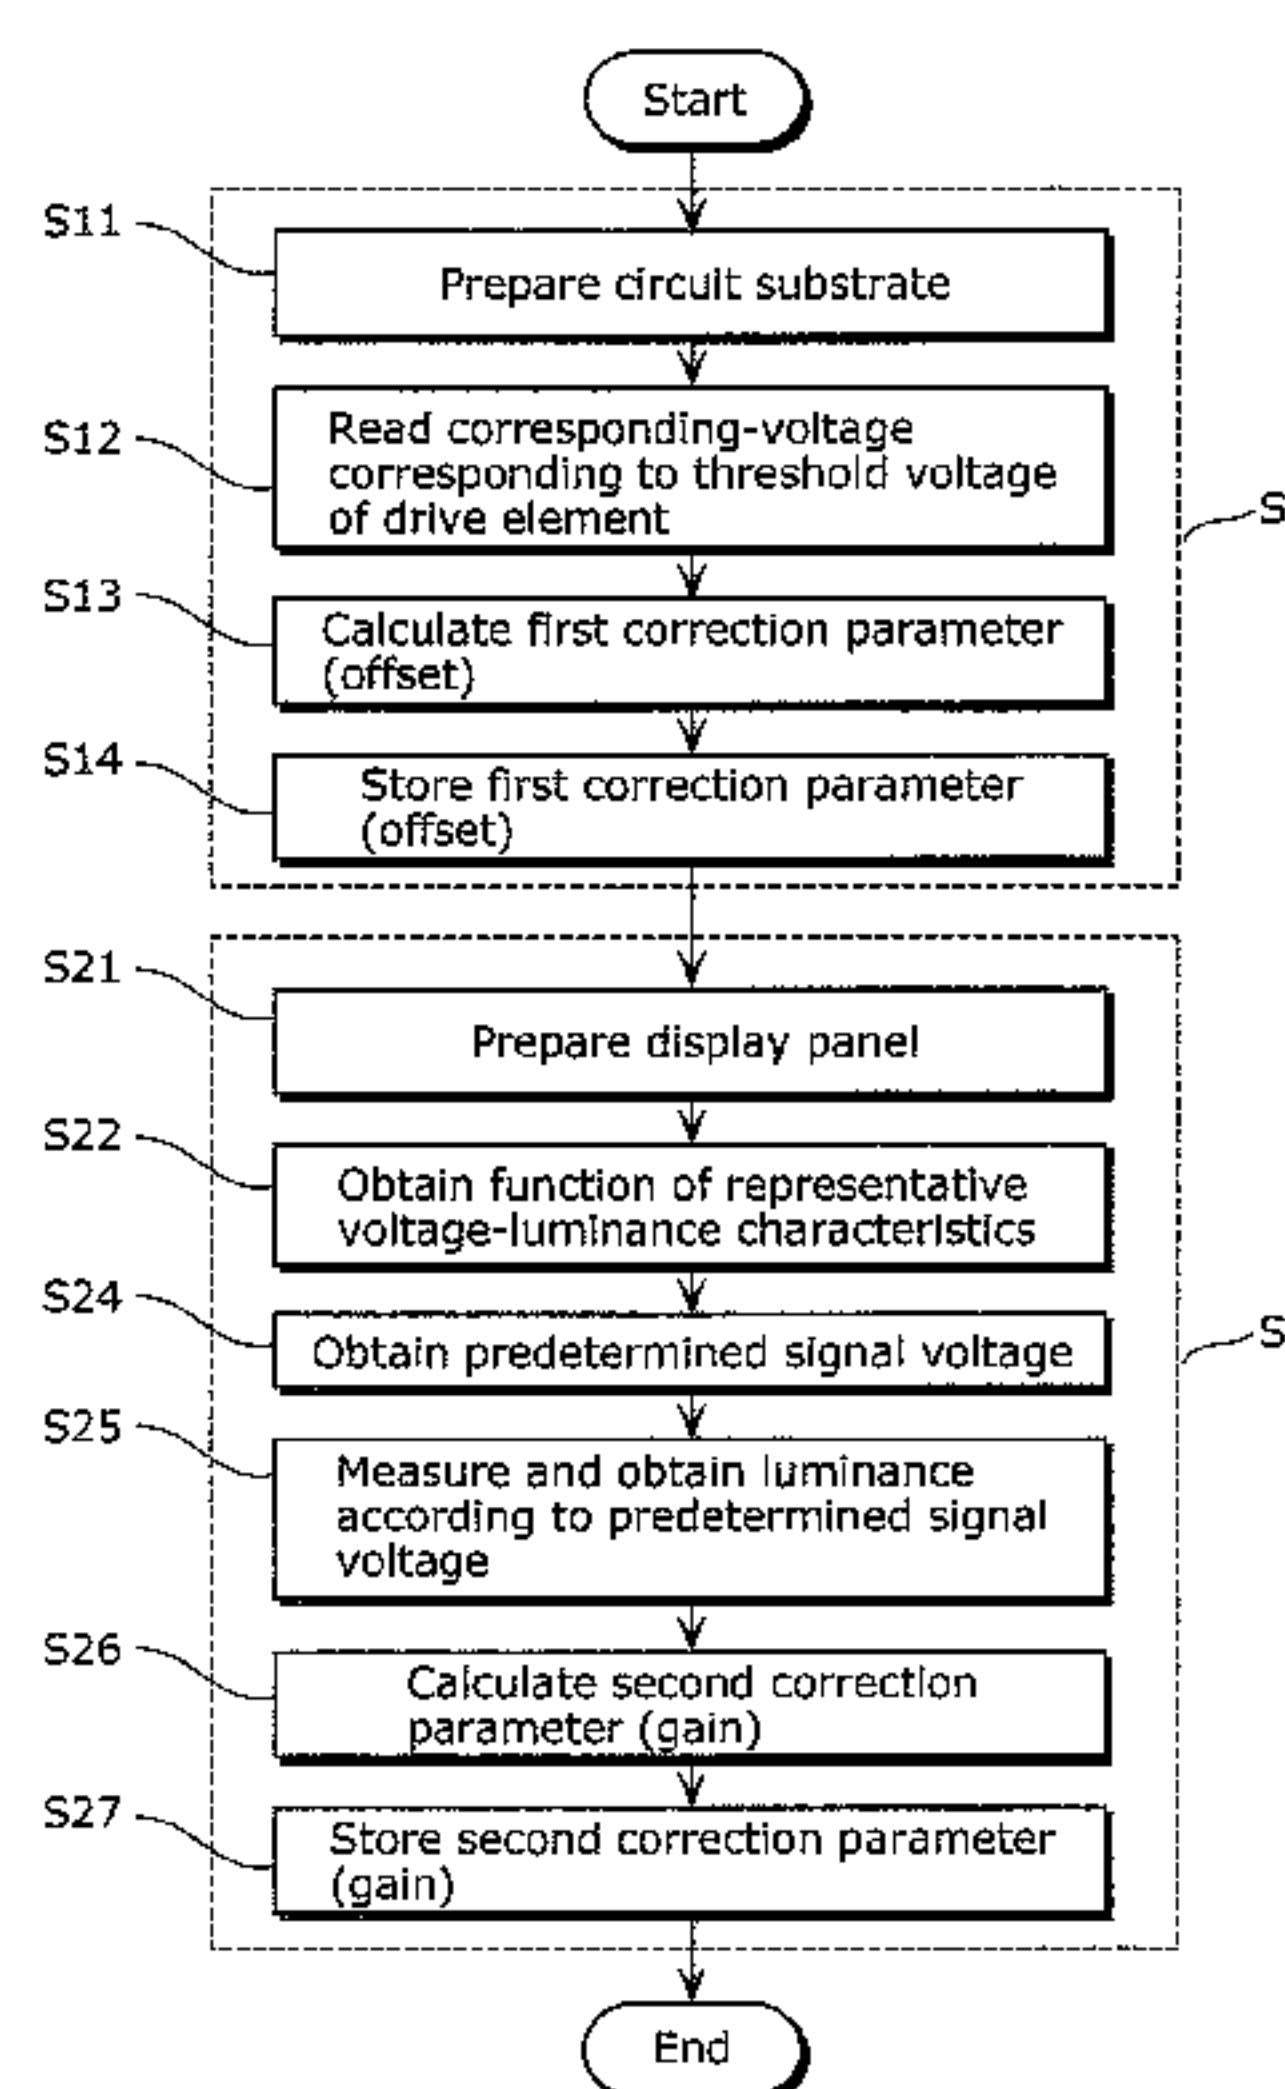 Start
S11
Prepare circuit substrate
S12
Read corresponding-voltage
corresponding to threshold voltage
of drive element
S
S13
Calculate first correction parameter
(offset)
S14
Store first correction parameter
(offset)
S21
Prepare display panel
S22
Obtain function of representative
voltage-luminance characteristics
S24
Obtain predetermined signal voltage
S
S25
Measure and obtain luminance
according to predetermined signal
voltage
S26
Calculate second correction
parameter (gain)
S27
Store second correction parameter
(gain)
End